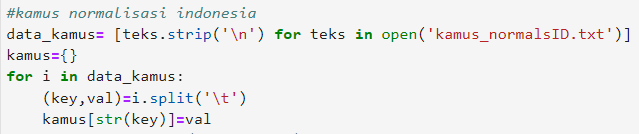 #kamus normalisasi indonesia
data_kamus= [teks.strip('\n') for teks in open('kamus_normalsID.txt')]
kamus={}
for i in data_kamus:
    (key,val)=i.split('\t')
    kamus[str(key)]=val